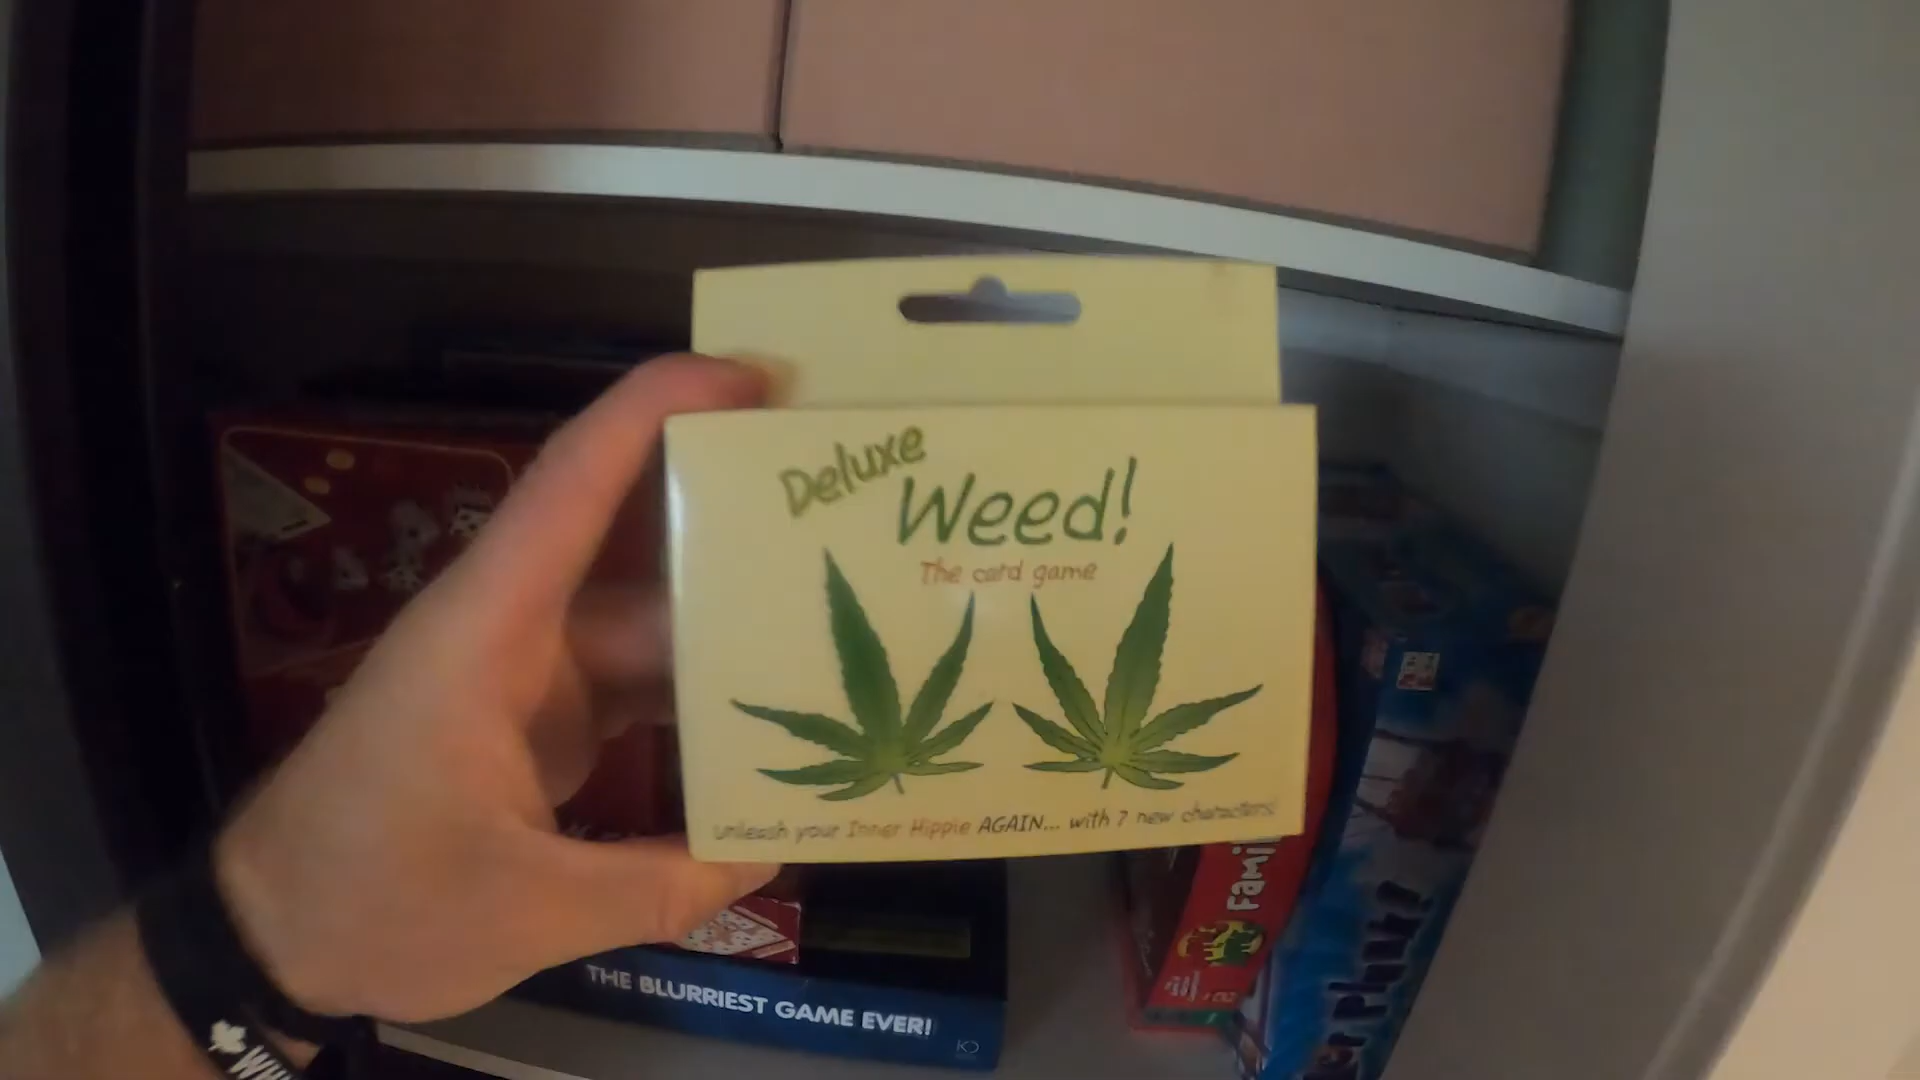 Deluxe
Weed!
The card game
unleash your Inner Hippie AGAIN... with 7 new characters!
THE BLURRIEST GAME EVER!